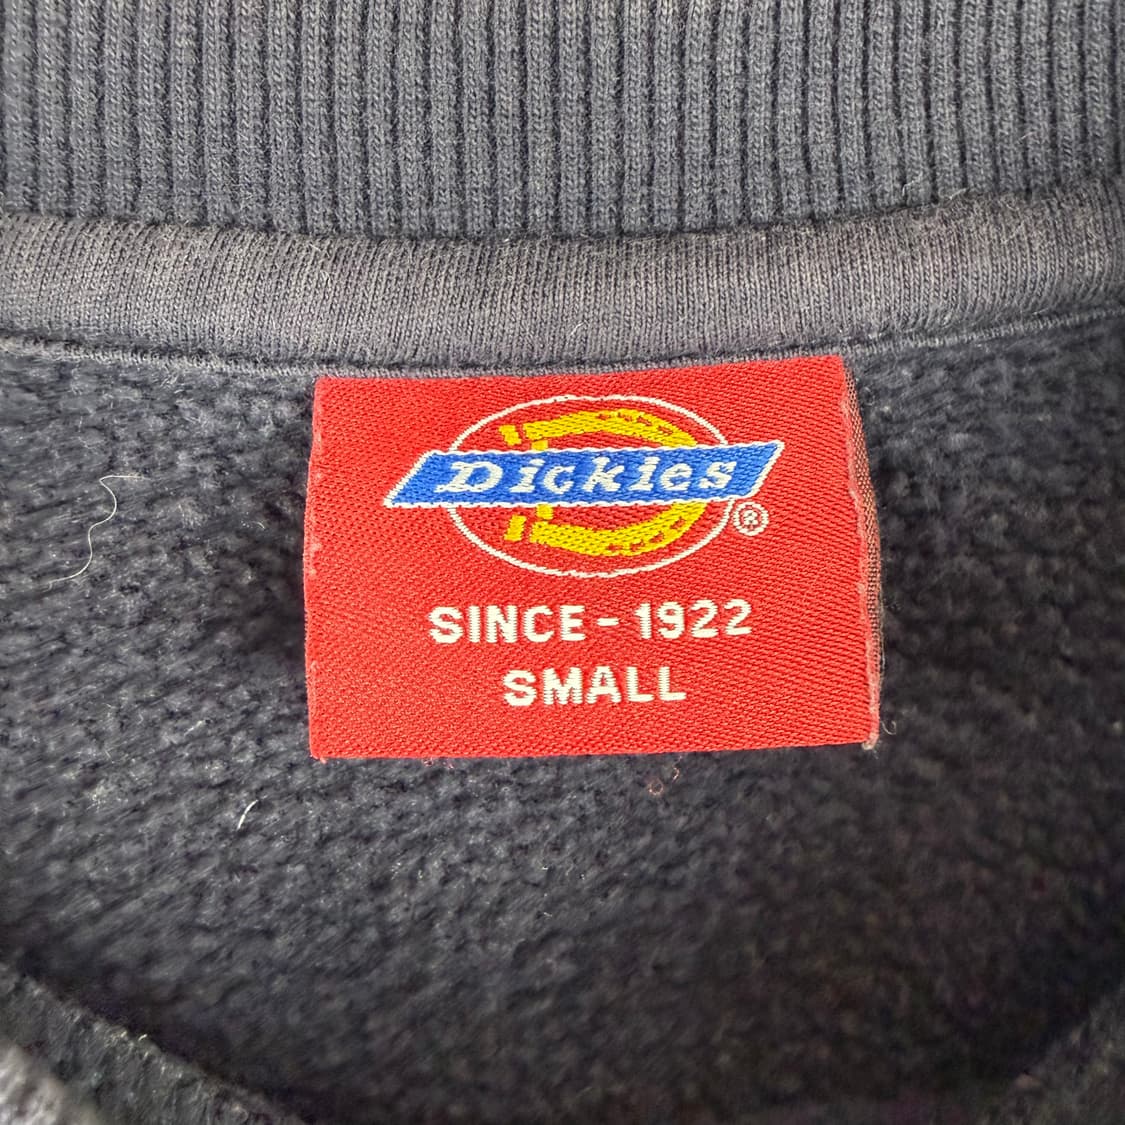 Dickies ®
SINCE - 1922
SMALL